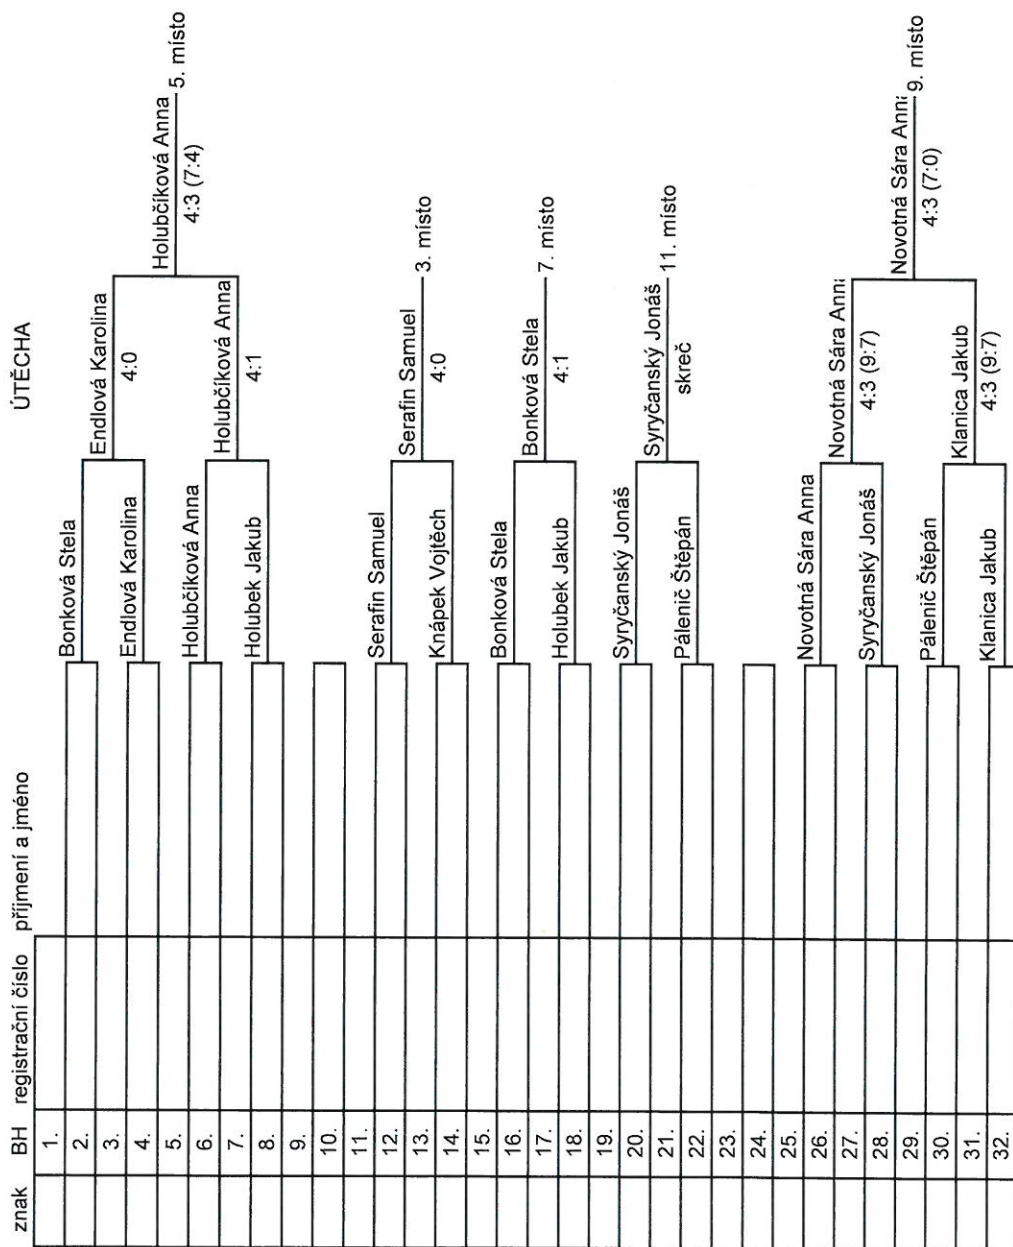 ÚTĚCHA
znak BH registrační číslo příjmení a jméno
1.
2. Bonková Stela
3. Endlová Karolina
4:0
4. Endlová Karolina
5. Holubčíková Anna 5. místo
4:3 (7:4)
6. Holubčíková Anna
7. Holubčíková Anna
4:1
8. Holubek Jakub
9.
10.
11.
12. Serafin Samuel
13. Serafin Samuel 3. místo
4:0
14. Knápek Vojtěch
15.
16. Bonková Stela
17. Bonková Stela 7. místo
4:1
18. Holubek Jakub
19.
20. Syryčanský Jonáš
21. Syryčanský Jonáš 11. místo
skreč
22. Pálenič Štěpán
23.
24.
25.
26. Novotná Sára Anna
27. Novotná Sára Ann
4:3 (9:7)
28. Syryčanský Jonáš
29. Novotná Sára Ann 9. místo
4:3 (7:0)
30. Pálenič Štěpán
31. Klanica Jakub
4:3 (9:7)
32. Klanica Jakub